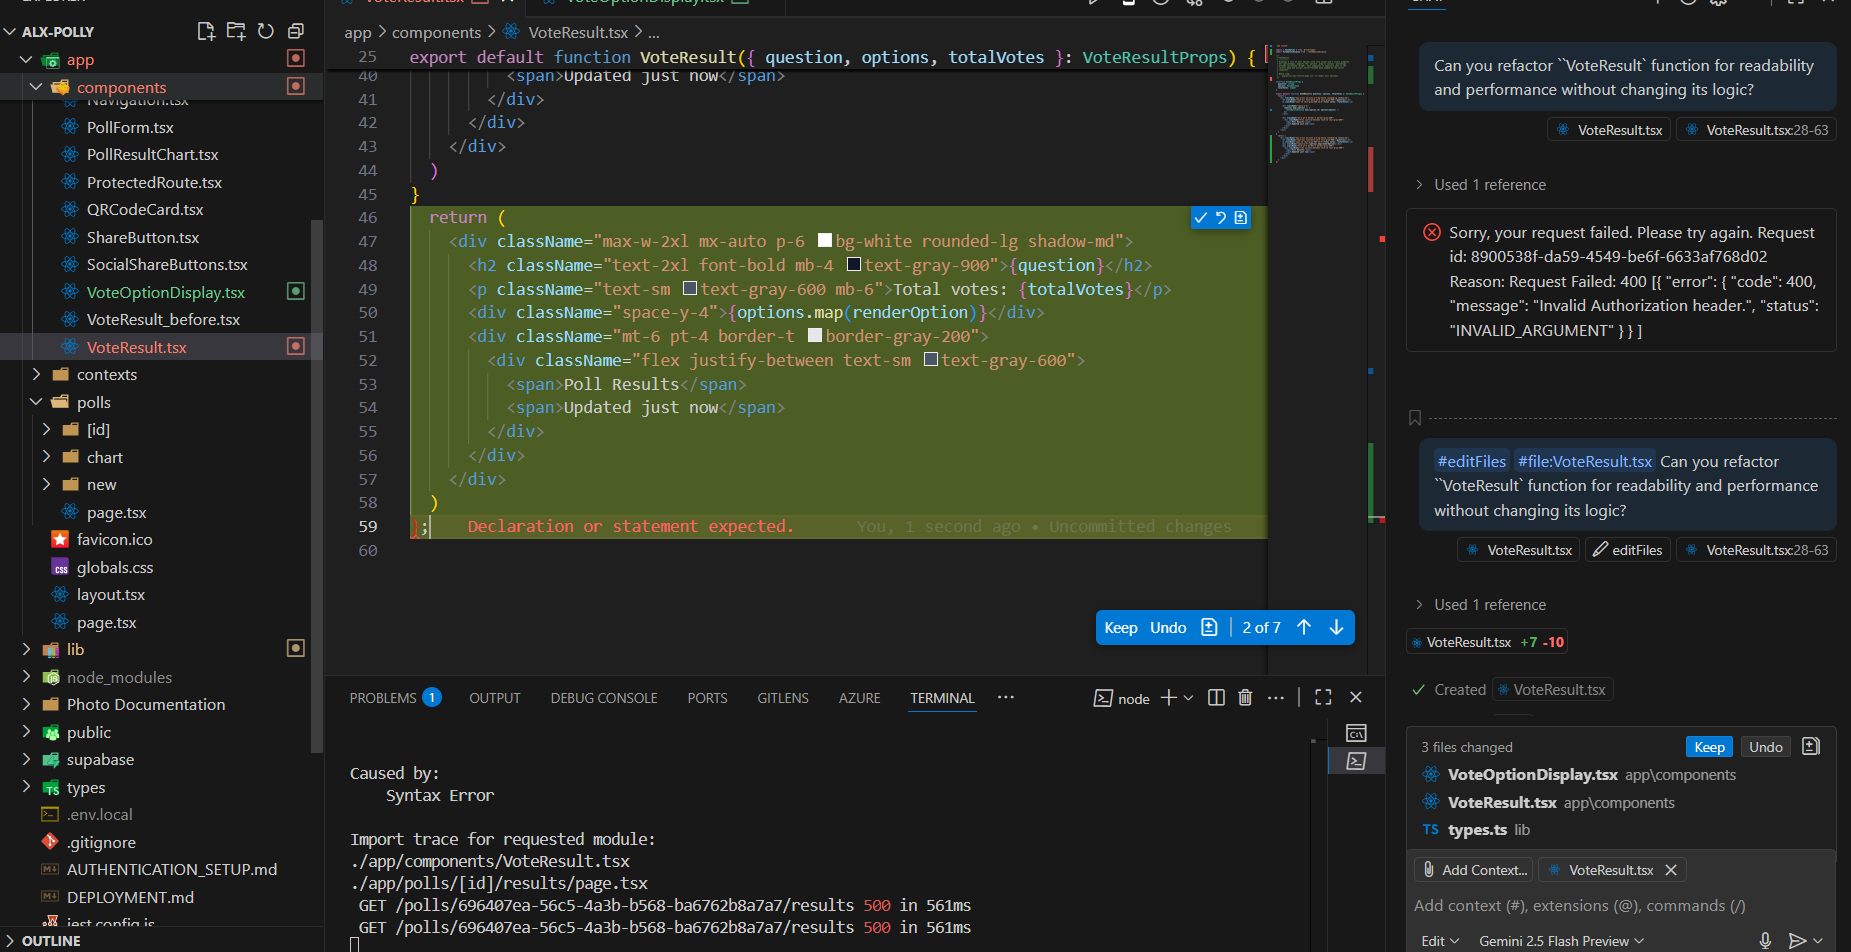 ALX-POLLY
app
components
Navigation.tsx
PollForm.tsx
PollResultChart.tsx
ProtectedRoute.tsx
QRCodeCard.tsx
ShareButton.tsx
SocialShareButtons.tsx
VoteOptionDisplay.tsx
VoteResult_before.tsx
VoteResult.tsx
contexts
polls
[id]
chart
new
page.tsx
favicon.ico
globals.css
layout.tsx
page.tsx
lib
node_modules
Photo Documentation
public
supabase
types
.env.local
.gitignore
AUTHENTICATION_SETUP.md
DEPLOYMENT.md
jest.config.js
OUTLINE
VoteResult.tsx
VoteOptionDisplay.tsx
app > components > VoteResult.tsx > ...
25 export default function VoteResult({ question, options, totalVotes }: VoteResultProps) {
40 <span>Updated just now</span>
41 </div>
42 </div>
43 </div>
44 )
45 }
46 return (
47 <div className="max-w-2xl mx-auto p-6 bg-white rounded-lg shadow-md">
48 <h2 className="text-2xl font-bold mb-4 text-gray-900">{question}</h2>
49 <p className="text-sm text-gray-600 mb-6">Total votes: {totalVotes}</p>
50 <div className="space-y-4">{options.map(renderOption)}</div>
51 <div className="mt-6 pt-4 border-t border-gray-200">
52 <div className="flex justify-between text-sm text-gray-600">
53 <span>Poll Results</span>
54 <span>Updated just now</span>
55 </div>
56 </div>
57 </div>
58 )
59 }; Declaration or statement expected. You, 1 second ago • Uncommitted changes
60
Keep Undo 2 of 7
PROBLEMS 1 OUTPUT DEBUG CONSOLE PORTS GITLENS AZURE TERMINAL ... node
Caused by:
Syntax Error
Import trace for requested module:
./app/components/VoteResult.tsx
./app/polls/[id]/results/page.tsx
GET /polls/696407ea-56c5-4a3b-b568-ba6762b8a7a7/results 500 in 561ms
GET /polls/696407ea-56c5-4a3b-b568-ba6762b8a7a7/results 500 in 561ms
Can you refactor ``VoteResult` function for readability
and performance without changing its logic?
VoteResult.tsx VoteResult.tsx:28-63
Used 1 reference
Sorry, your request failed. Please try again. Request
id: 8900538f-da59-4549-be6f-6633af768d02
Reason: Request Failed: 400 [{ "error": { "code": 400,
"message": "Invalid Authorization header.", "status":
"INVALID_ARGUMENT" } } ]
#editFiles #file:VoteResult.tsx Can you refactor
``VoteResult` function for readability and performance
without changing its logic?
VoteResult.tsx editFiles VoteResult.tsx:28-63
Used 1 reference
VoteResult.tsx +7 -10
Created VoteResult.tsx
3 files changed Keep Undo
VoteOptionDisplay.tsx app\components
VoteResult.tsx app\components
TS types.ts lib
Add Context... VoteResult.tsx
Add context (#), extensions (@), commands (/)
Edit Gemini 2.5 Flash Preview